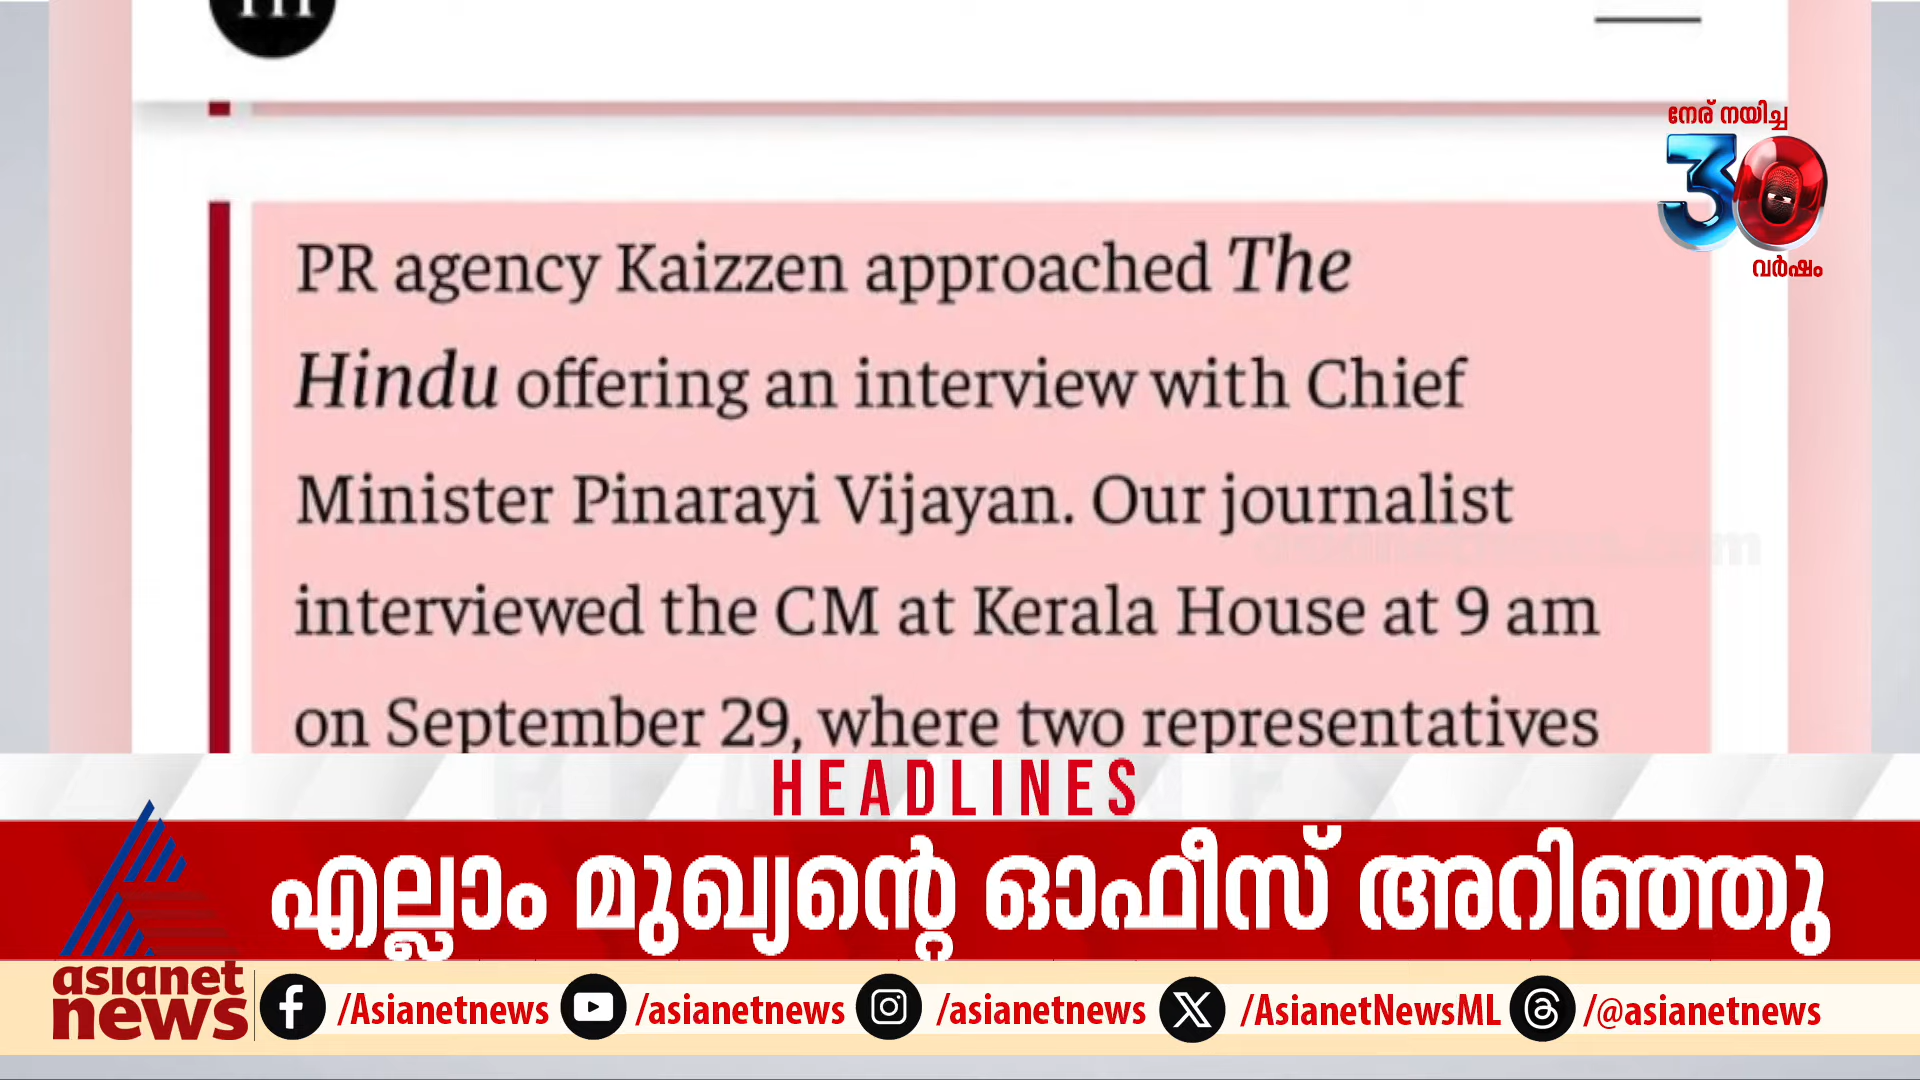 നേര് നയിച്ച
30
വർഷം
PR agency Kaizzen approached The
Hindu offering an interview with Chief
Minister Pinarayi Vijayan. Our journalist
interviewed the CM at Kerala House at 9 am
on September 29, where two representatives
HEADLINES
എല്ലാം മുഖ്യന്റെ ഓഫീസ് അറിഞ്ഞു
asianet
news
/Asianetnews /asianetnews /asianetnews /AsianetNewsML /@asianetnews